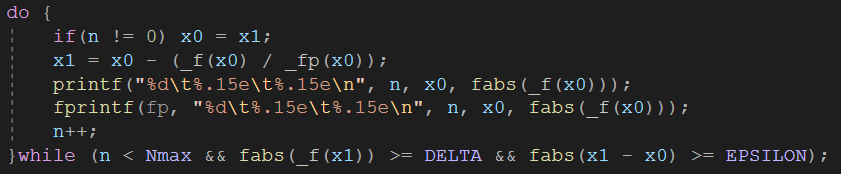 do {
    if(n != 0) x0 = x1;
    x1 = x0 - (_f(x0) / _fp(x0));
    printf("%d\t%.15e\t%.15e\n", n, x0, fabs(_f(x0)));
    fprintf(fp, "%d\t%.15e\t%.15e\n", n, x0, fabs(_f(x0)));
    n++;
}while (n < Nmax && fabs(_f(x1)) >= DELTA && fabs(x1 - x0) >= EPSILON);